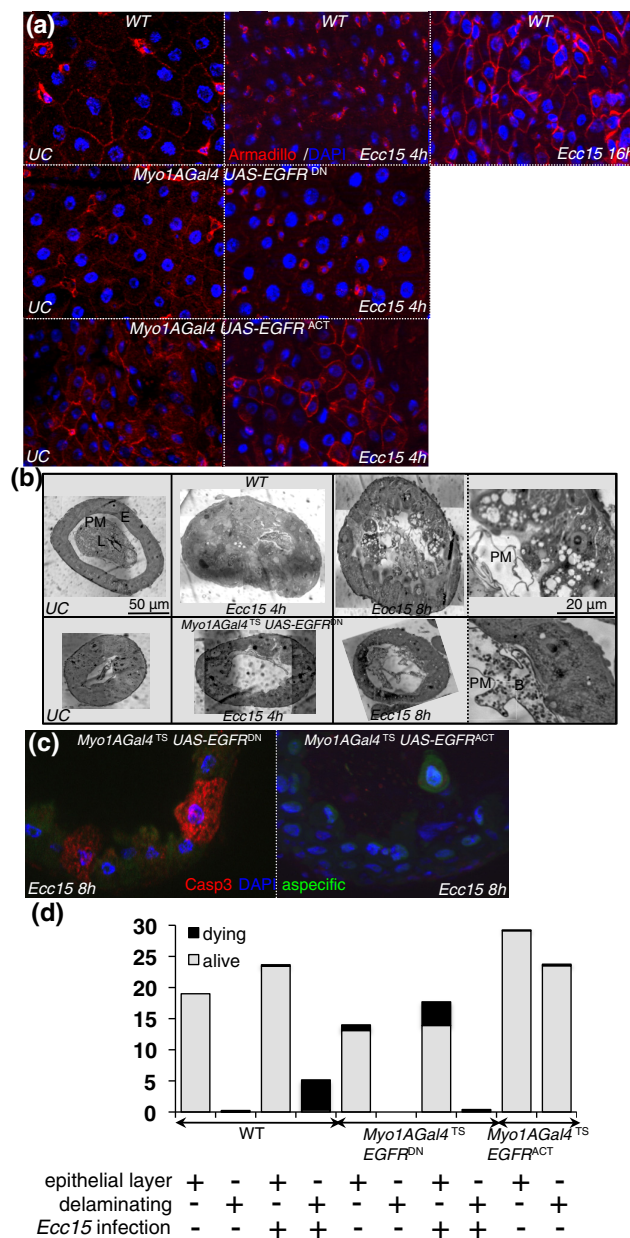 (a)
WT WT WT
UC Armadillo /DAPI Ecc15 4h Ecc15 16h
Myo1AGal4 UAS-EGFR DN
UC Ecc15 4h
Myo1AGal4 UAS-EGFR ACT
UC Ecc15 4h
(b)
WT
PM E L PM
UC 50 µm Ecc15 4h Ecc15 8h 20 µm
Myo1AGal4 TS UAS-EGFR DN
PM B
UC Ecc15 4h Ecc15 8h
(c)
Myo1AGal4 TS UAS-EGFR DN Myo1AGal4 TS UAS-EGFR ACT
Ecc15 8h Casp3 DAPI aspecific Ecc15 8h
(d)
30
25
20
15
10
5
0
dying
alive
WT Myo1AGal4 TS Myo1AGal4 TS
EGFR DN EGFR ACT
epithelial layer + - + - + - + - + -
delaminating - + - + - + - + - +
Ecc15 infection - - + + - - + + - -